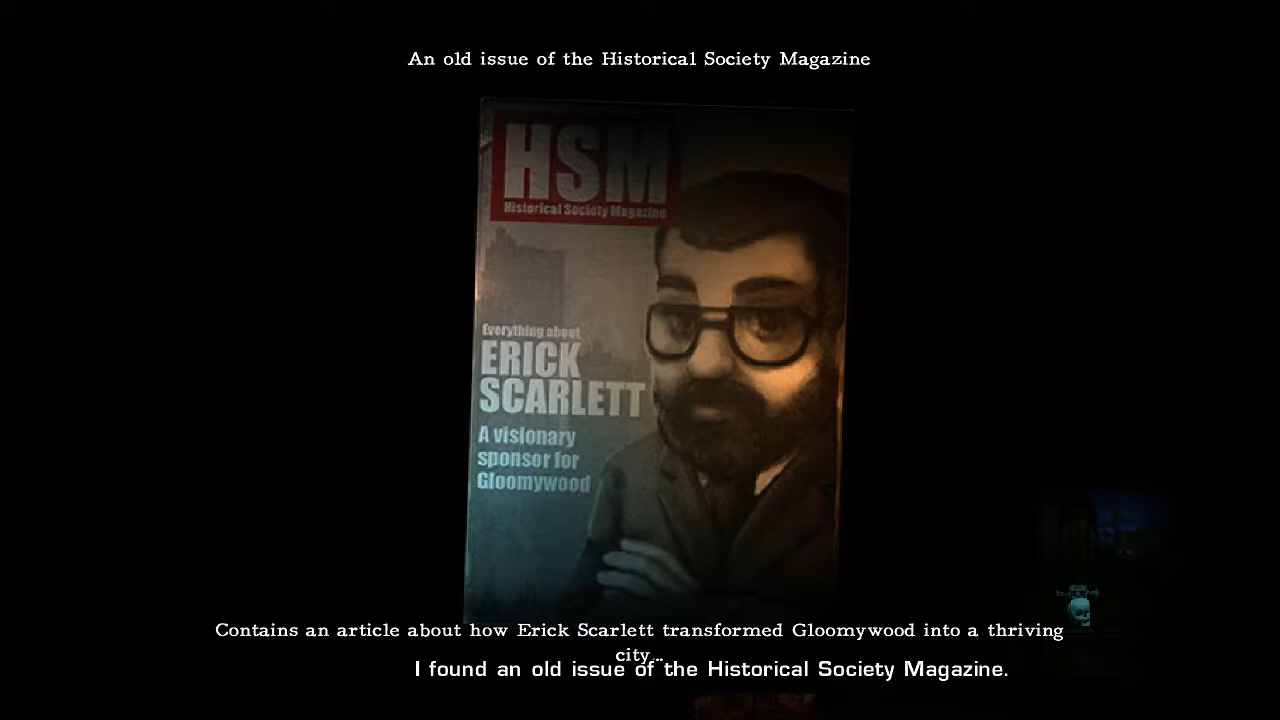 An old issue of the Historical Society Magazine
HSM
Historical Society Magazine
Everything about
ERICK
SCARLETT
A visionary
sponsor for
Gloomywood
Contains an article about how Erick Scarlett transformed Gloomywood into a thriving
city...
I found an old issue of the Historical Society Magazine.